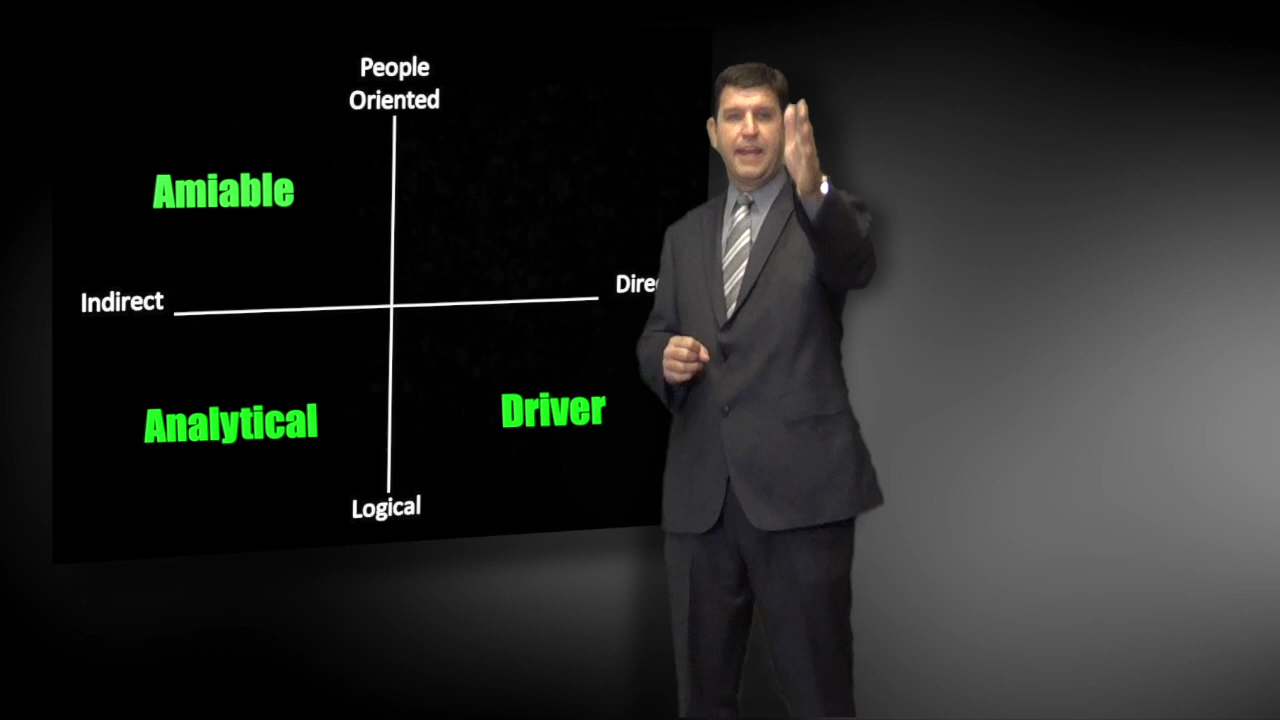 People
Oriented
Amiable
Indirect
Analytical
Driver
Logical